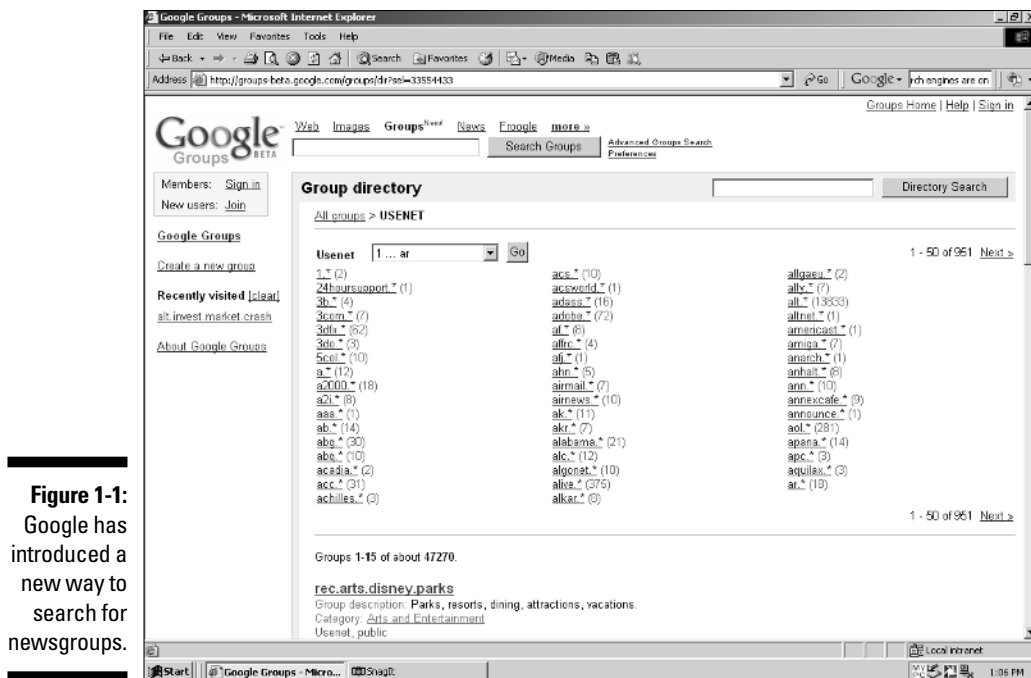 Google Groups - Microsoft Internet Explorer
File Edit View Favorites Tools Help
Back Search Favorites Media
Address http://groups-beta.google.com/groups/dir?sel=33554433 Go Google rch engines are on
Groups Home | Help | Sign in
Google Groups BETA
Web Images Groups New! News Froogle more »
Search Groups Advanced Groups Search
Preferences
Members: Sign in
New users: Join
Google Groups
Create a new group
Recently visited [clear]
alt.invest.market.crash
About Google Groups
Group directory Directory Search
All groups > USENET
Usenet 1 ... ar Go 1 - 50 of 951 Next »
1.* (2)
24hoursupport.* (1)
3b.* (4)
3com.* (7)
3dfx.* (62)
3do.* (3)
5col.* (10)
a.* (12)
a2000.* (18)
a2i.* (8)
aaa.* (1)
ab.* (14)
abg.* (30)
abq.* (10)
acadia.* (2)
acc.* (31)
achilles.* (3)
acs.* (10)
acsworld.* (1)
adass.* (16)
adobe.* (72)
af.* (8)
affrc.* (4)
afj.* (1)
ahn.* (5)
airmail.* (7)
airnews.* (10)
ak.* (11)
akr.* (7)
alabama.* (21)
alc.* (12)
algonet.* (10)
alive.* (375)
alkar.* (8)
allgaeu.* (2)
ally.* (7)
alt.* (13833)
altnet.* (1)
americast.* (1)
amiga.* (7)
anarch.* (1)
anhalt.* (8)
ann.* (10)
annexcafe.* (9)
announce.* (1)
aol.* (281)
apana.* (14)
apc.* (3)
aquilax.* (3)
ar.* (18)
1 - 50 of 951 Next »
Groups 1-15 of about 47270.
rec.arts.disney.parks
Group description: Parks, resorts, dining, attractions, vacations.
Category: Arts and Entertainment
Usenet, public
Local intranet
Start Google Groups - Micro... SnagIt 1:06 PM
Figure 1-1:
Google has
introduced a
new way to
search for
newsgroups.